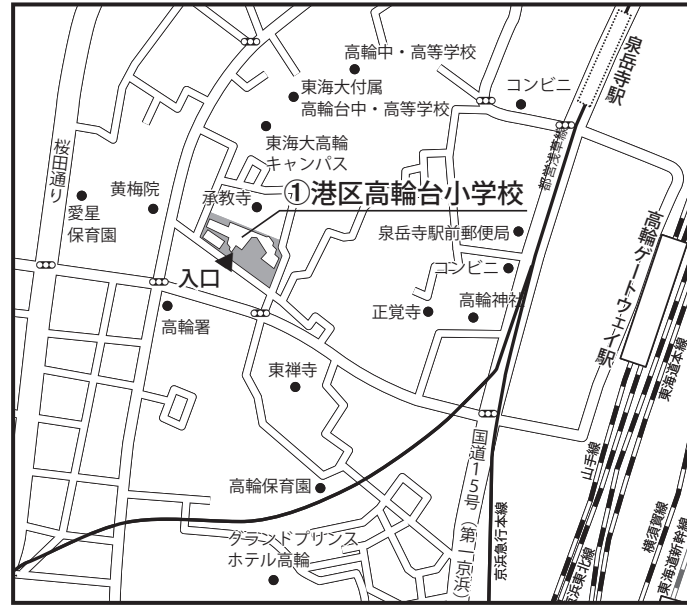 高輪中・高等学校
泉岳寺駅
東海大付属
高輪台中・高等学校
コンビニ
東海大高輪
キャンパス
都営浅草線
桜田通り
黄梅院
承教寺
①港区高輪台小学校
愛星
保育園
泉岳寺駅前郵便局
高輪ゲートウェイ駅
入口
コンビニ
正覚寺
高輪神社
高輪署
東禅寺
東海道本線
国道15号（第一京浜）
山手線
高輪保育園
京浜急行本線
横須賀線
グランドプリンス
ホテル高輪
京浜東北線
東海道新幹線